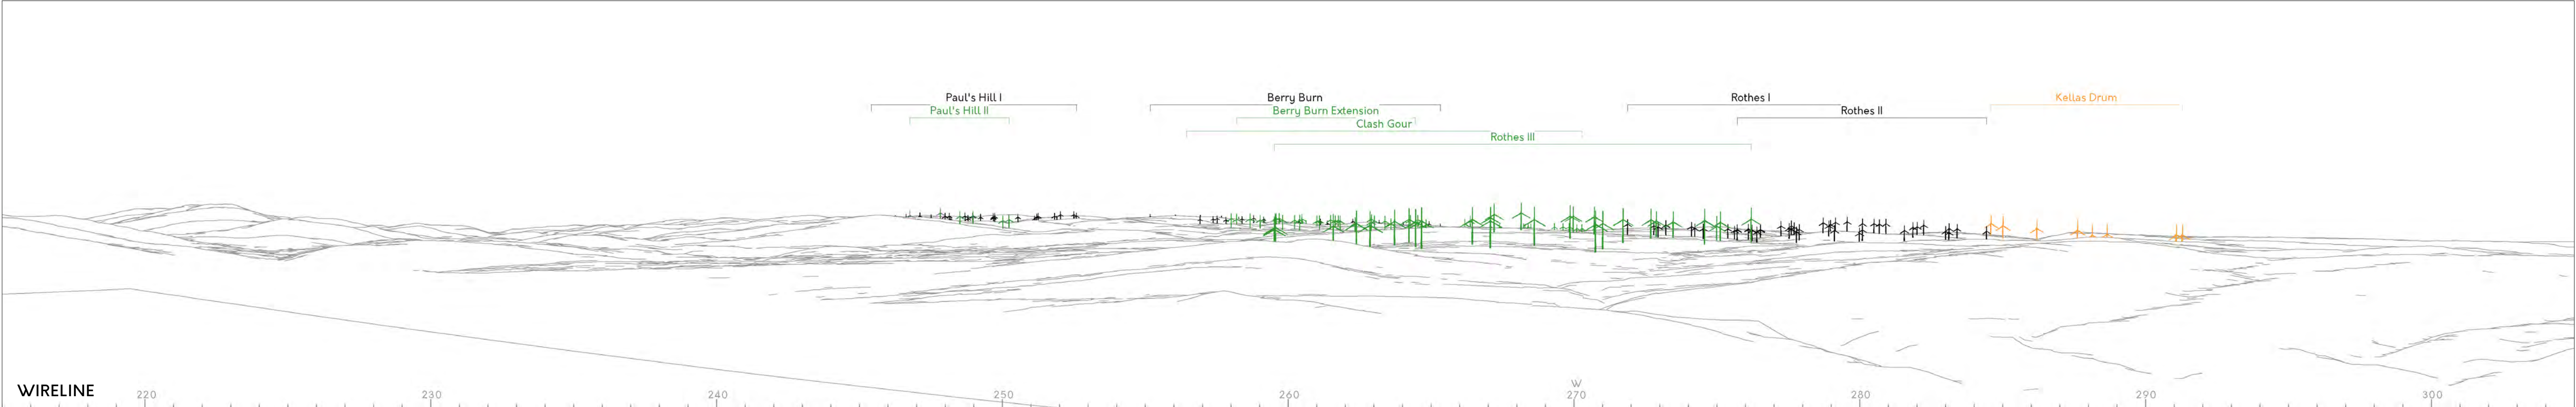 Paul's Hill I
Berry Burn
Rothes I
Kellas Drum
Paul's Hill II
Berry Burn Extension
Rothes II
Clash Gour
Rothes III
W
WIRELINE
220
230
240
250
260
270
280
290
300